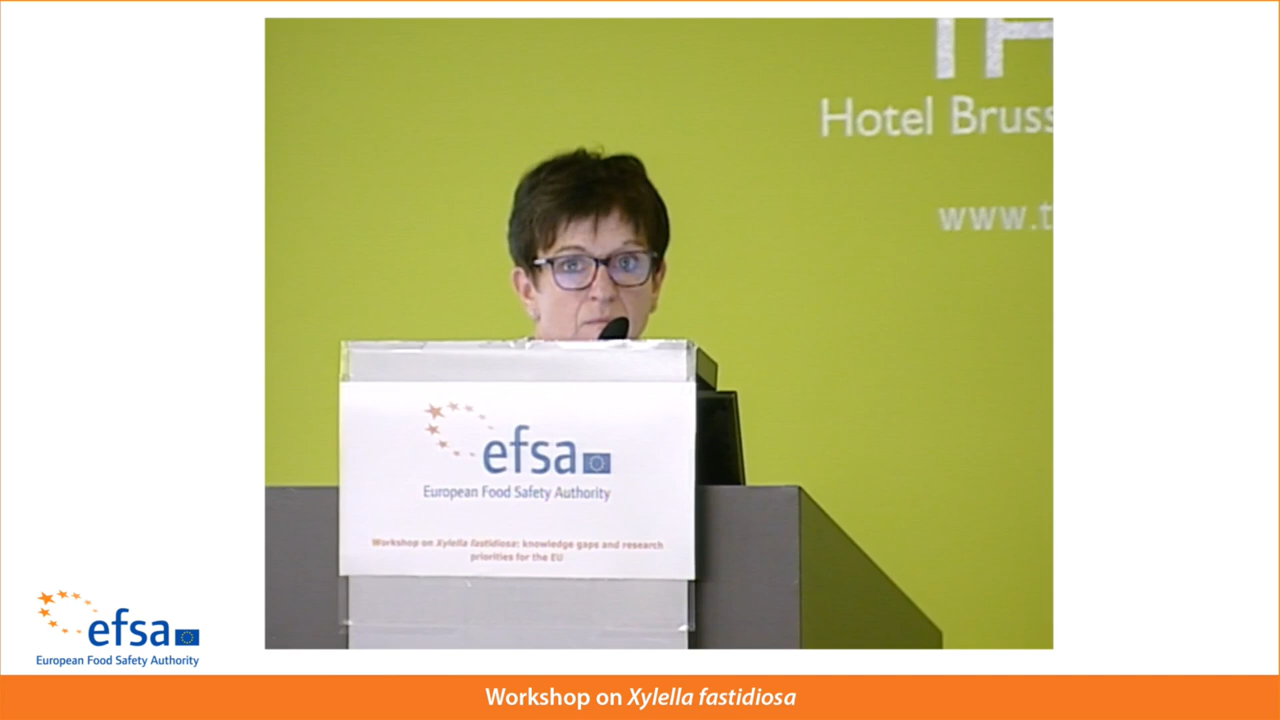 Hotel Bruss
www.t
efsa
European Food Safety Authority
Workshop on Xylella fastidiosa: knowledge gaps and research
priorities for the EU
efsa
European Food Safety Authority
Workshop on Xylella fastidiosa